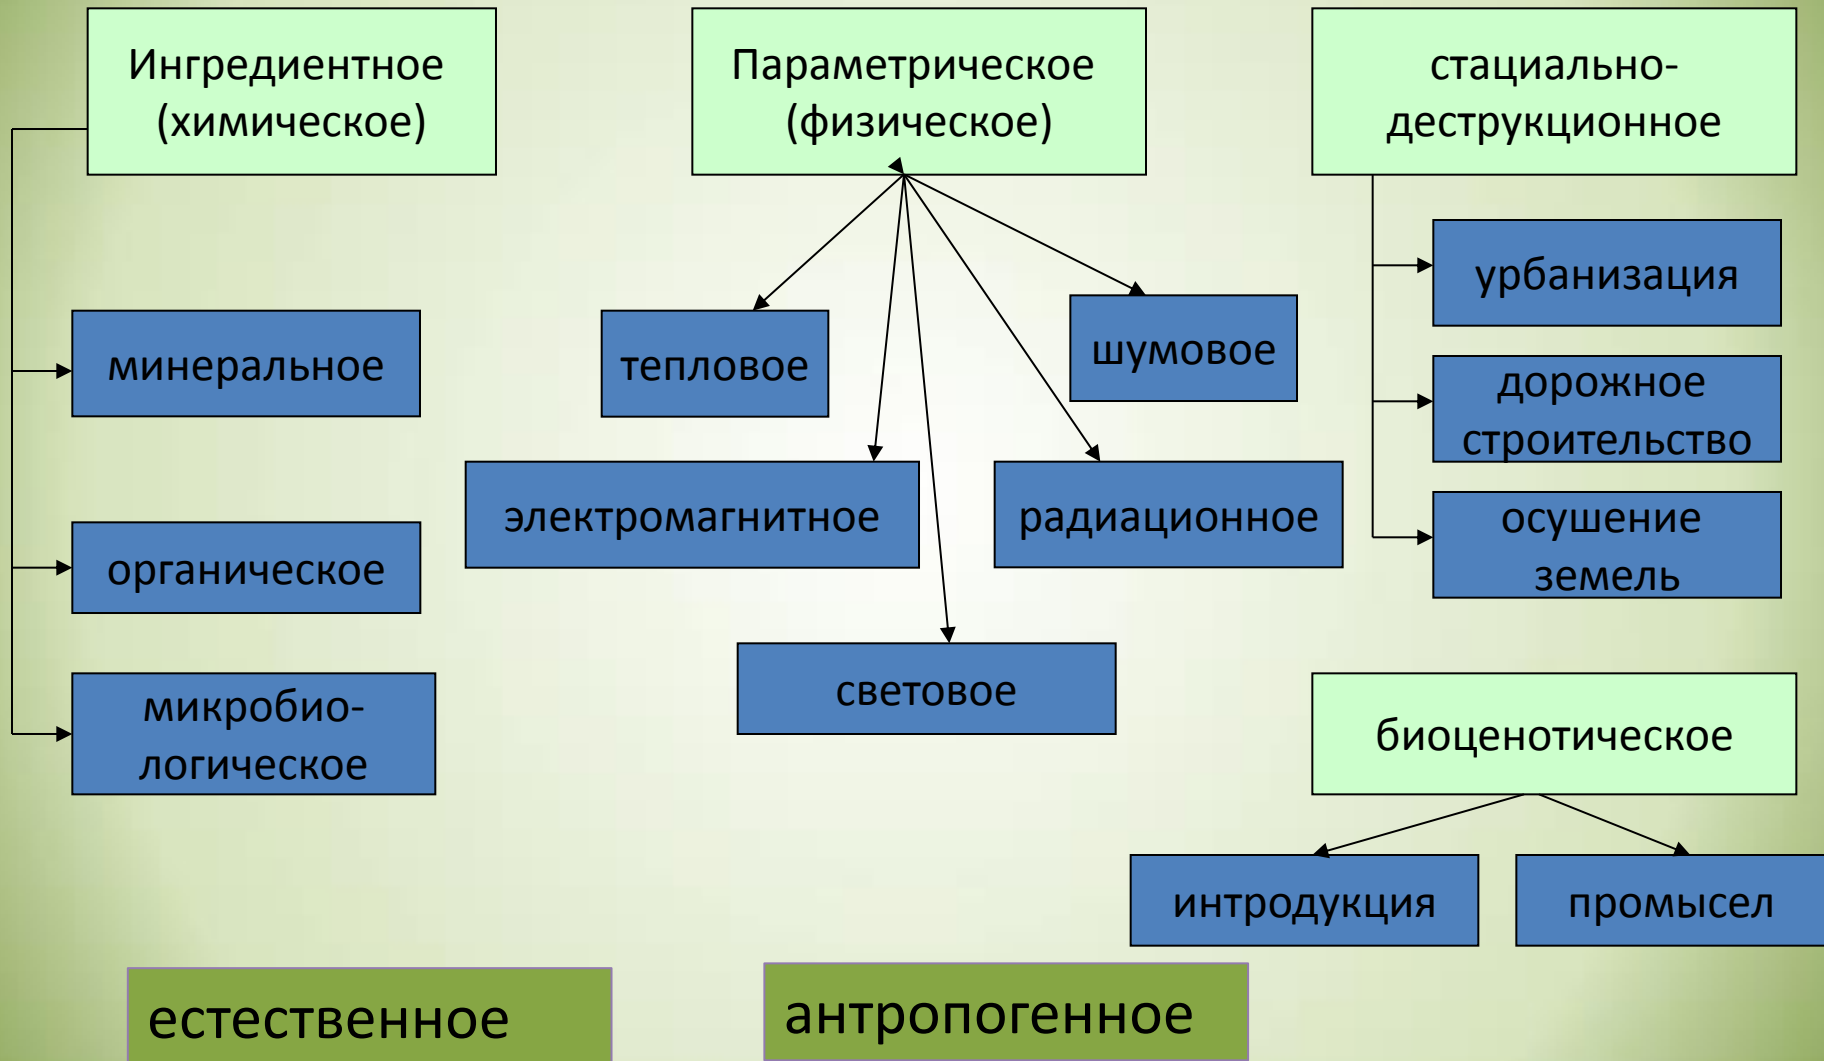 Ингредиентное
(химическое)
минеральное
органическое
микробио-
логическое
Параметрическое
(физическое)
тепловое
шумовое
электромагнитное
радиационное
световое
стациально-
деструкционное
урбанизация
дорожное
строительство
осушение
земель
биоценотическое
интродукция
промысел
естественное
антропогенное